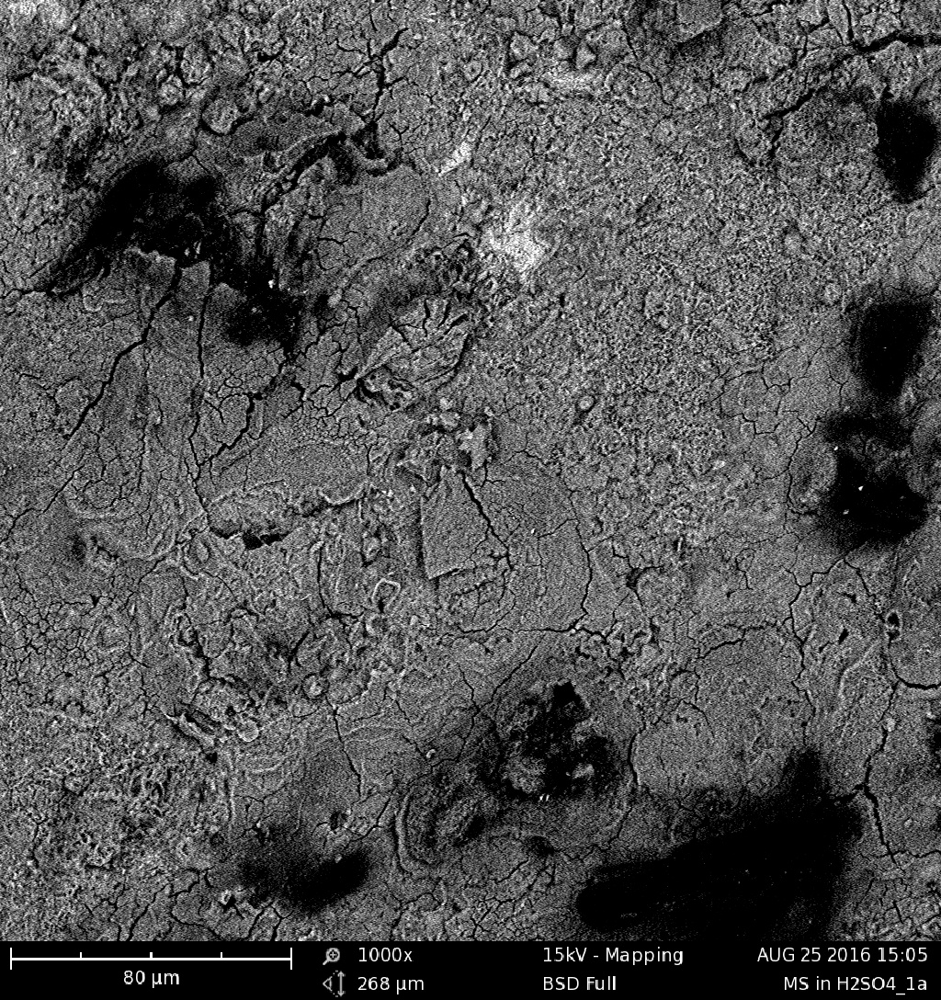 80 µm
1000x
268 µm
15kV - Mapping
BSD Full
AUG 25 2016 15:05
MS in H2SO4_1a